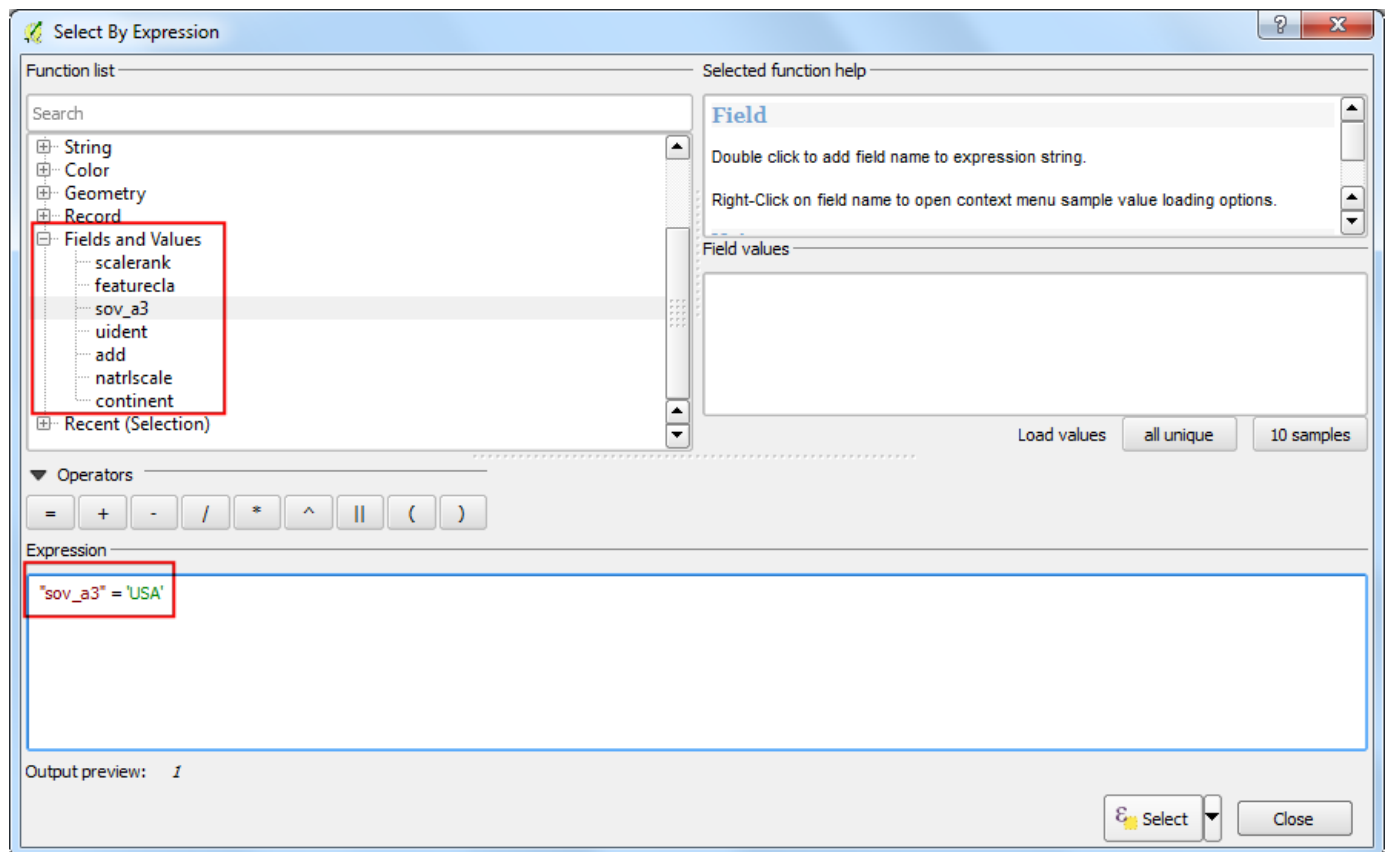 Select By Expression
?
X
Function list
Search
String
Color
Geometry
Record
Fields and Values
scalerank
featurecla
sov_a3
uident
add
natrlscale
continent
Recent (Selection)
Selected function help
Field
Double click to add field name to expression string.
Right-Click on field name to open context menu sample value loading options.
Field values
Load values all unique 10 samples
Operators
= + - / * ^ || ( )
Expression
"sov_a3" = 'USA'
Output preview: 1
ε Select Close